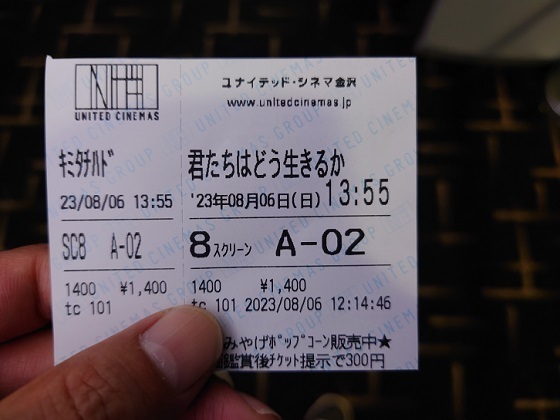 UNITED CINEMAS
ｷﾐﾀﾁﾊﾄﾞ
23/08/06 13:55
SC8 A-02
1400 ¥1,400
tc 101
ユナイテッド・シネマ金沢
www.unitedcinemas.jp
君たちはどう生きるか
'23年08月06日(日) 13:55
8スクリーン A-02
1400 ¥1,400
tc 101 2023/08/06 12:14:46
みやげﾎﾟｯﾌﾟｺｰﾝ販売中★
鑑賞後ﾁｹｯﾄ提示で300円